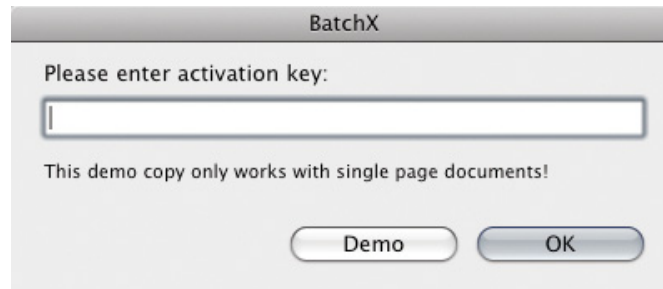 BatchX
Please enter activation key:
This demo copy only works with single page documents!
Demo
OK